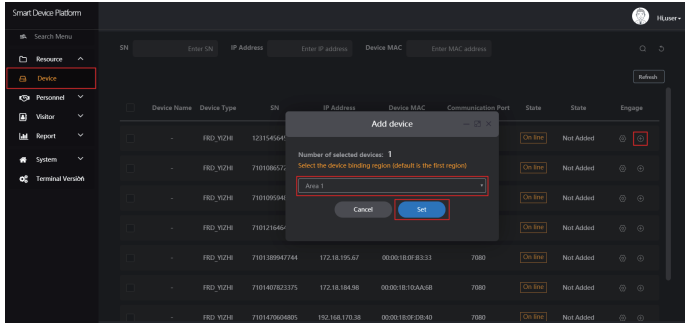 Smart Device Platform
Hi,user
Search Menu
SN Enter SN IP Address Enter IP address Device MAC Enter MAC address
Resource
Device
Refresh
Personnel
Visitor
Report
System
Terminal Version
Device Name Device Type SN IP Address Device MAC Communication Port State State Engage
Add device
- FRD_YIZHI On line Not Added
Number of selected devices: 1
Select the device binding region (default is the first region)
- FRD_YIZHI On line Not Added
Area 1
- FRD_YIZHI On line Not Added
Cancel Set
- FRD_YIZHI On line Not Added
- FRD_YIZHI 7101389947744 172.18.195.67 00:00:1B:0F:B3:33 7080 On line Not Added
- FRD_YIZHI 7101407823375 172.18.184.98 00:00:18:10:AA:68 7080 On line Not Added
- FRD_YIZHI 7101470604805 192.168.170.38 00:00:1B:0F:D8:40 7080 On line Not Added